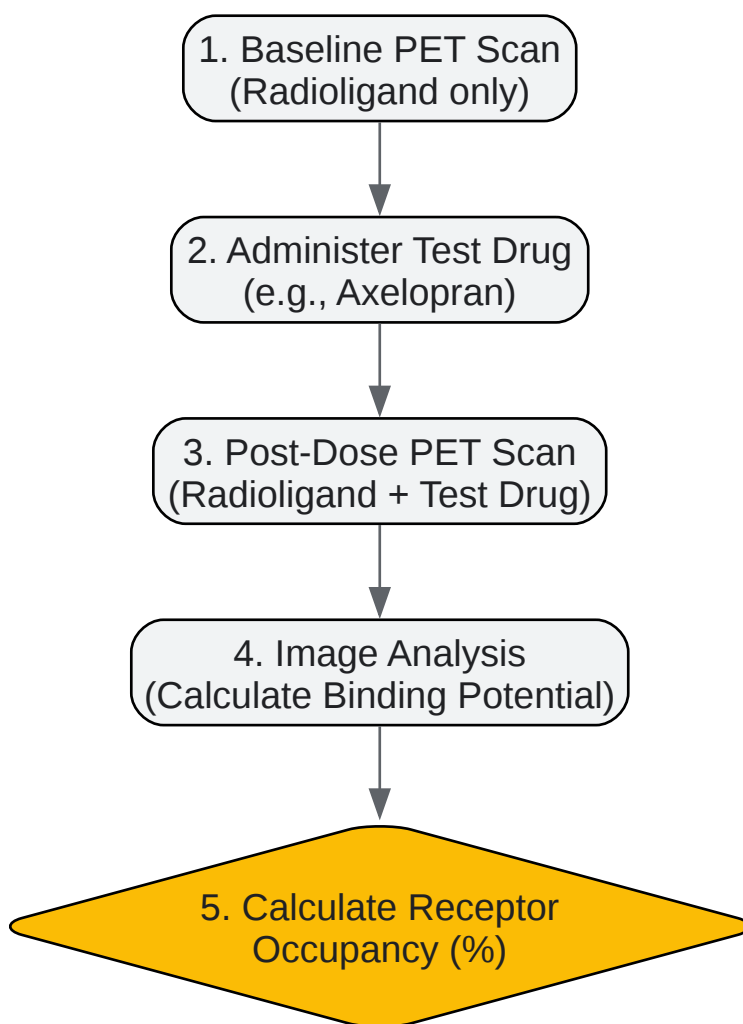 1. Baseline PET Scan
(Radioligand only)
2. Administer Test Drug
(e.g., Axelopran)
3. Post-Dose PET Scan
(Radioligand + Test Drug)
4. Image Analysis
(Calculate Binding Potential)
5. Calculate Receptor
Occupancy (%)